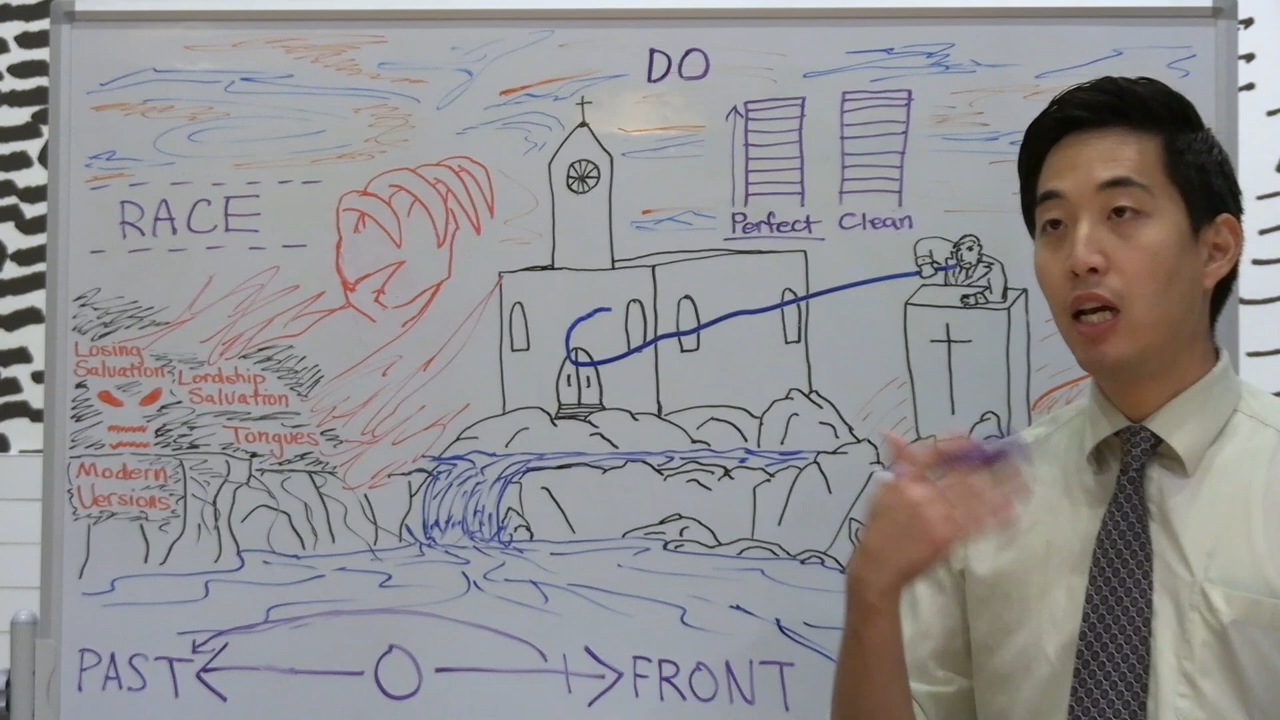 DO
RACE
Perfect Clean
Losing
Salvation
Lordship
Salvation
Tongues
Modern
Versions
PAST
O
FRONT